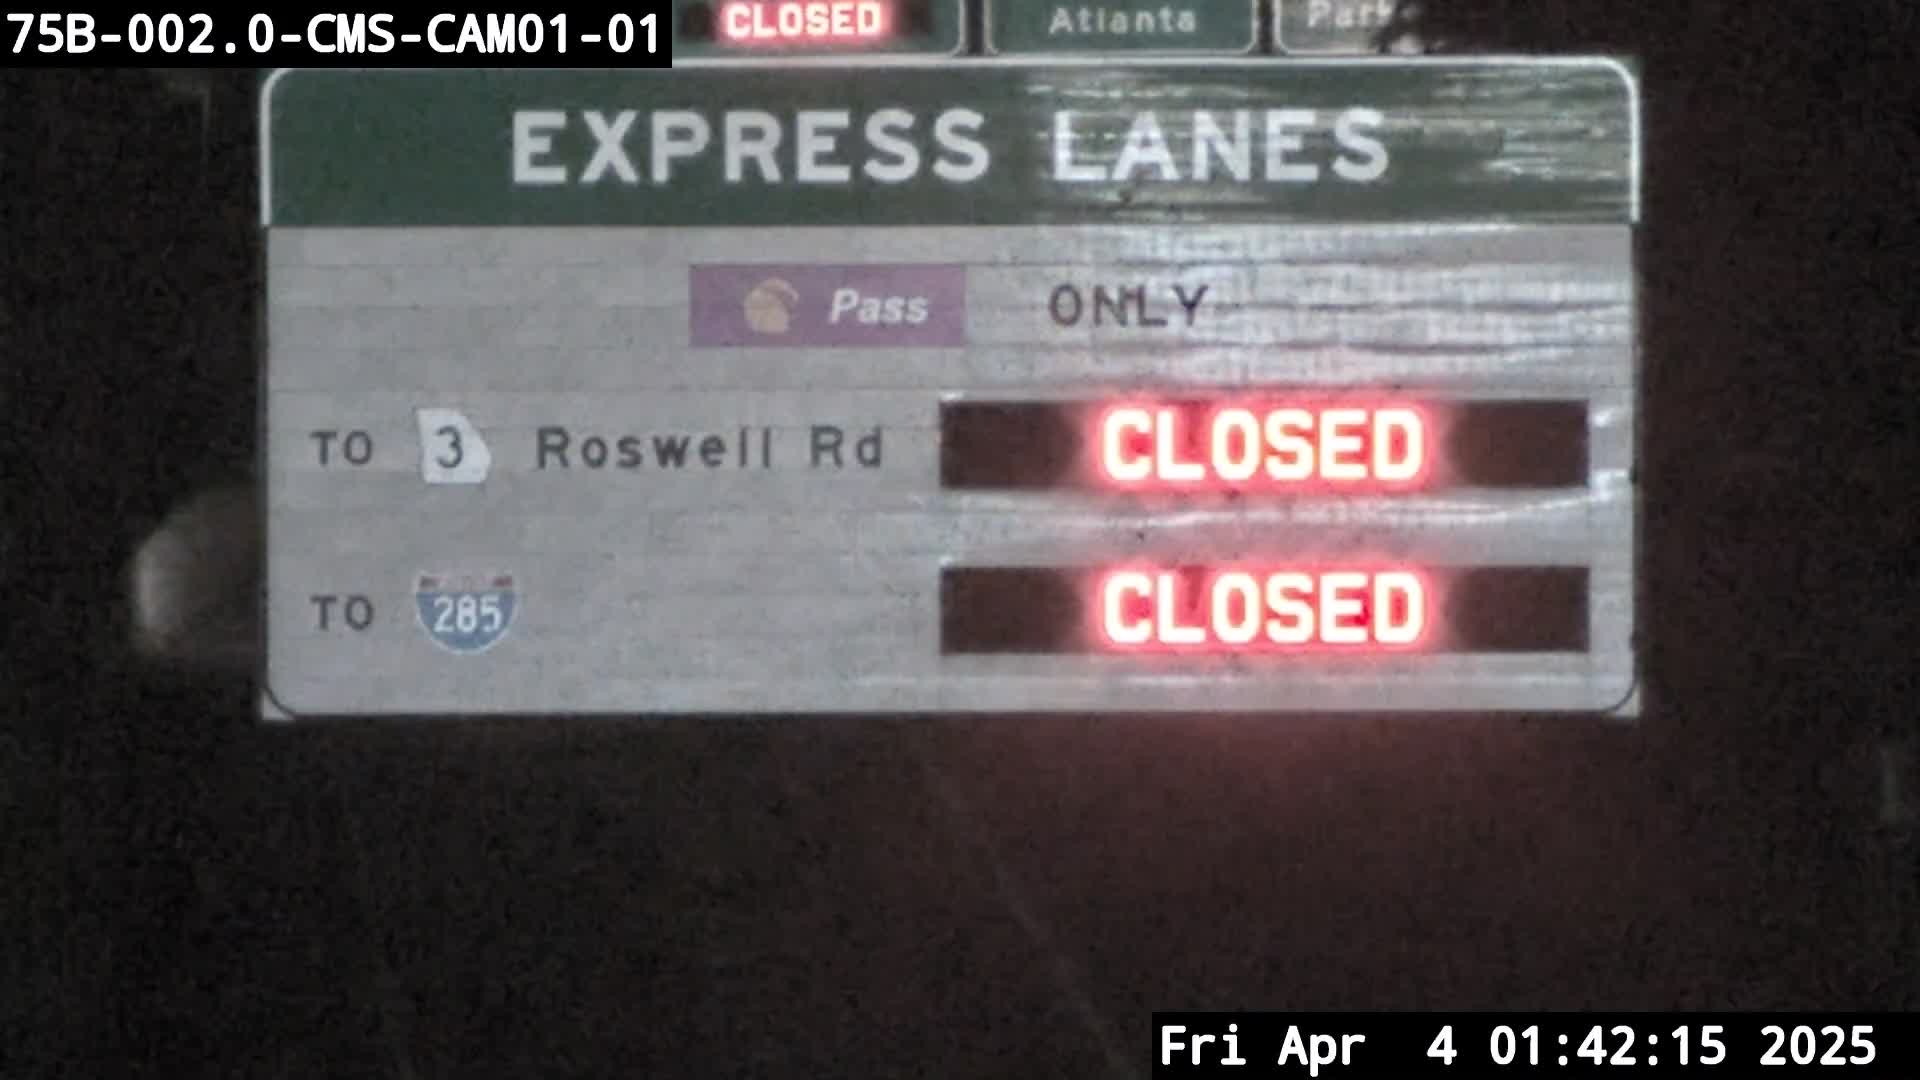 75B-002.0-CMS-CAM01-01
CLOSED
Atlanta
Park
EXPRESS LANES
Pass ONLY
TO 3 Roswell Rd CLOSED
TO 285 CLOSED
Fri Apr 4 01:42:15 2025